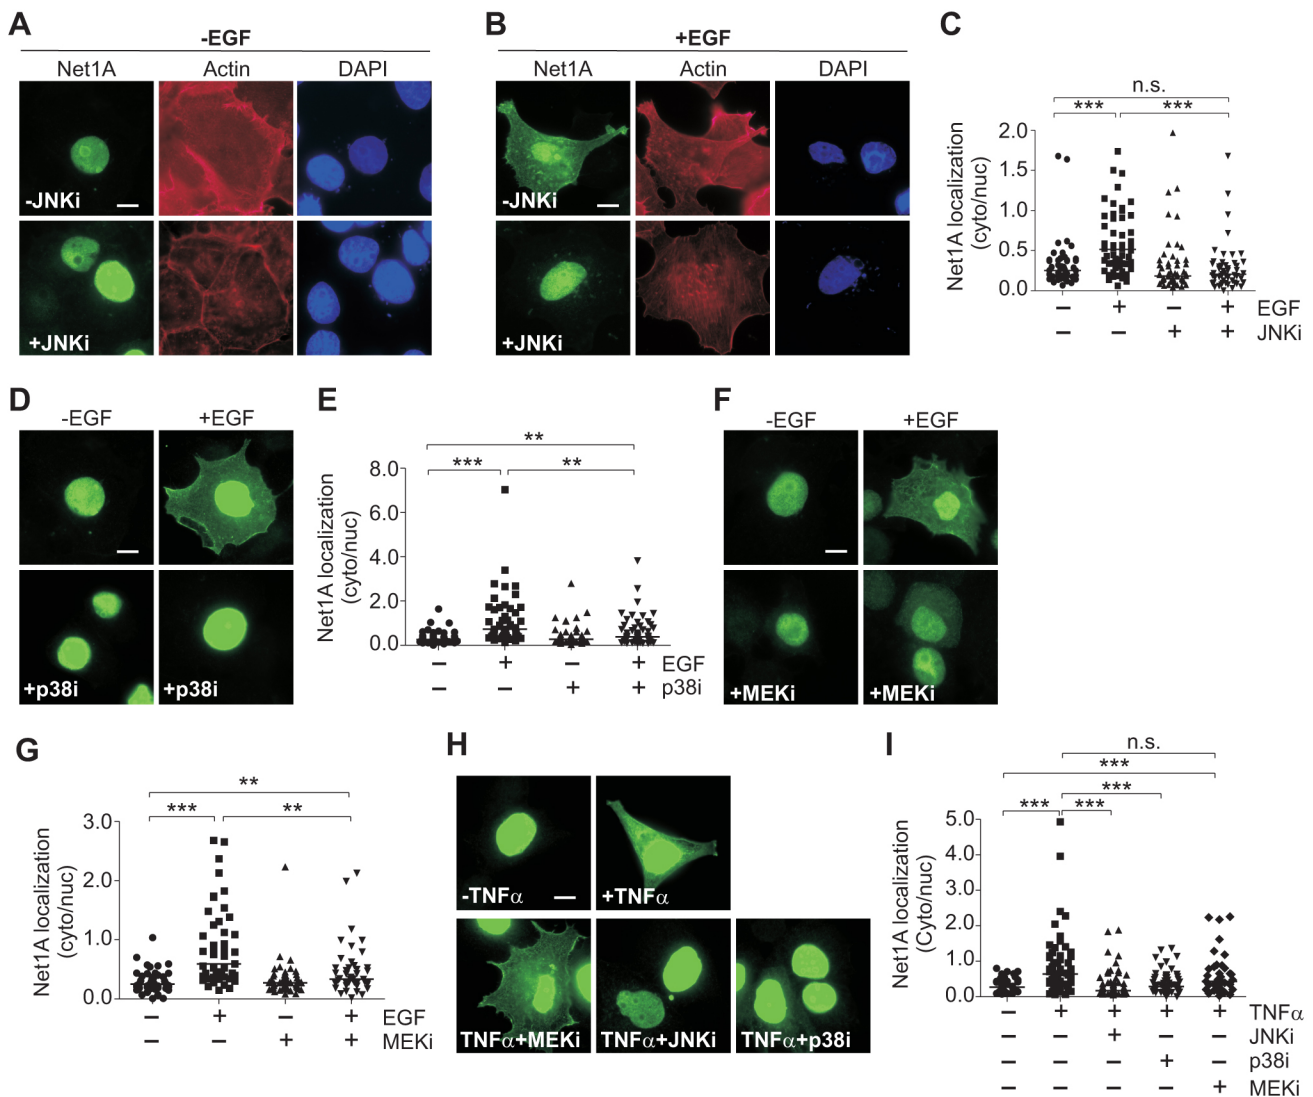 A
-EGF
Net1A Actin DAPI
-JNKi
+JNKi
B
+EGF
Net1A Actin DAPI
-JNKi
+JNKi
C
n.s.
*** ***
Net1A localization
(cyto/nuc)
2.0
1.5
1.0
0.5
0.0
− + − + EGF
− − + + JNKi
D
-EGF +EGF
+p38i +p38i
E
**
*** **
Net1A localization
(cyto/nuc)
8.0
6.0
4.0
2.0
0.0
− + − + EGF
− − + + p38i
F
-EGF +EGF
+MEKi +MEKi
G
**
*** **
Net1A localization
(cyto/nuc)
3.0
2.0
1.0
0.0
− + − + EGF
− − + + MEKi
H
-TNFα +TNFα
TNFα+MEKi TNFα+JNKi TNFα+p38i
I
n.s.
***
***
*** ***
Net1A localization
(Cyto/nuc)
5.0
4.0
3.0
2.0
1.0
0.0
− + + + + TNFα
− − + − − JNKi
− − − + − p38i
− − − − + MEKi